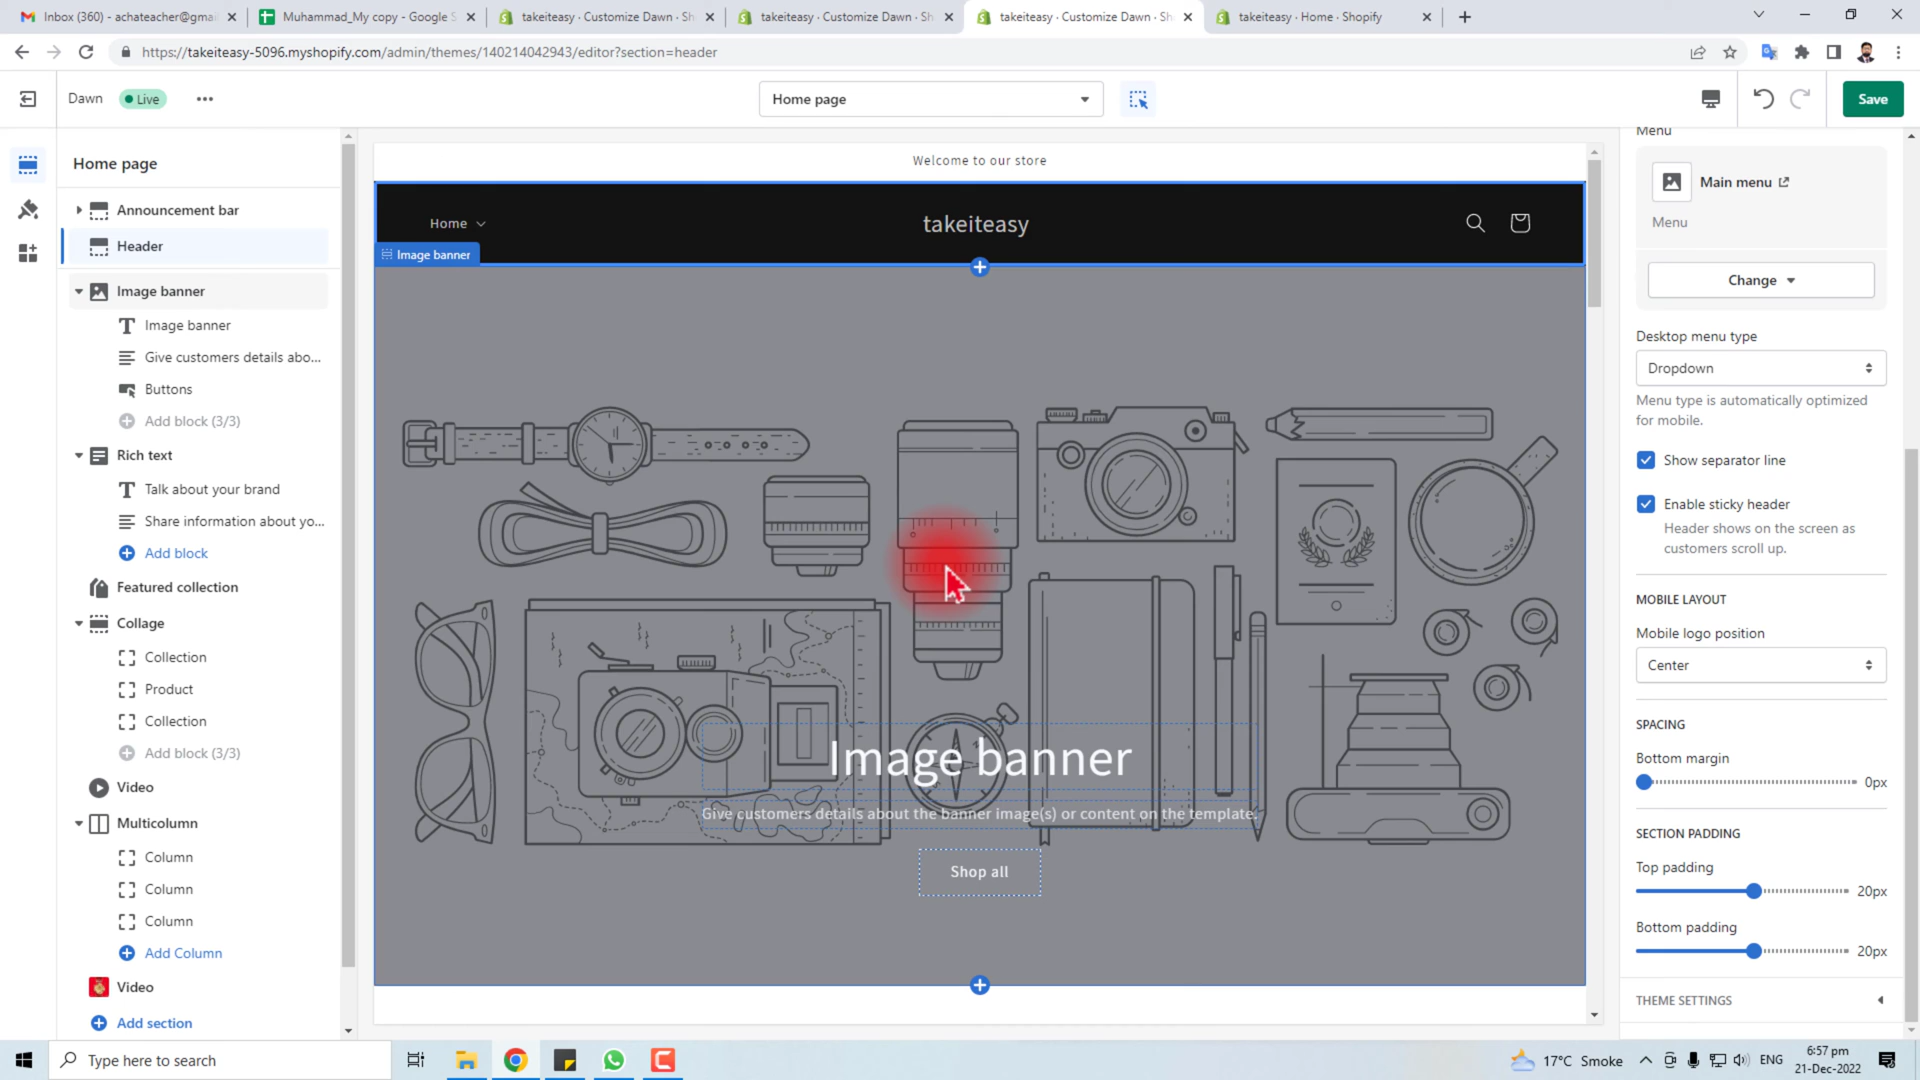 Inbox (360) - achateacher@gmai
Muhammad_My copy - Google S
takeiteasy · Customize Dawn · Sh
takeiteasy · Customize Dawn · Sh
takeiteasy · Customize Dawn · Sh
takeiteasy · Home · Shopify
https://takeiteasy-5096.myshopify.com/admin/themes/140214042943/editor?section=header
Dawn
Live
Home page
Save
Home page
Announcement bar
Header
Image banner
Image banner
Give customers details abo...
Buttons
Add block (3/3)
Rich text
Talk about your brand
Share information about yo...
Add block
Featured collection
Collage
Collection
Product
Collection
Add block (3/3)
Video
Multicolumn
Column
Column
Column
Add Column
Video
Add section
Welcome to our store
Home
takeiteasy
Image banner
Image banner
Give customers details about the banner image(s) or content on the template.
Shop all
Menu
Main menu
Menu
Change
Desktop menu type
Dropdown
Menu type is automatically optimized
for mobile.
Show separator line
Enable sticky header
Header shows on the screen as
customers scroll up.
MOBILE LAYOUT
Mobile logo position
Center
SPACING
Bottom margin
0px
SECTION PADDING
Top padding
20px
Bottom padding
20px
THEME SETTINGS
Type here to search
17°C Smoke
ENG
6:57 pm
21-Dec-2022